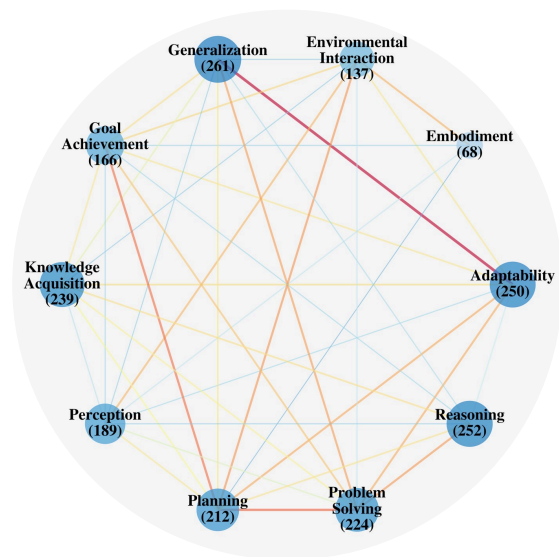 Generalization
(261)
Environmental
Interaction
(137)
Goal
Achievement
(166)
Embodiment
(68)
Knowledge
Acquisition
(239)
Adaptability
(250)
Perception
(189)
Reasoning
(252)
Planning
(212)
Problem
Solving
(224)